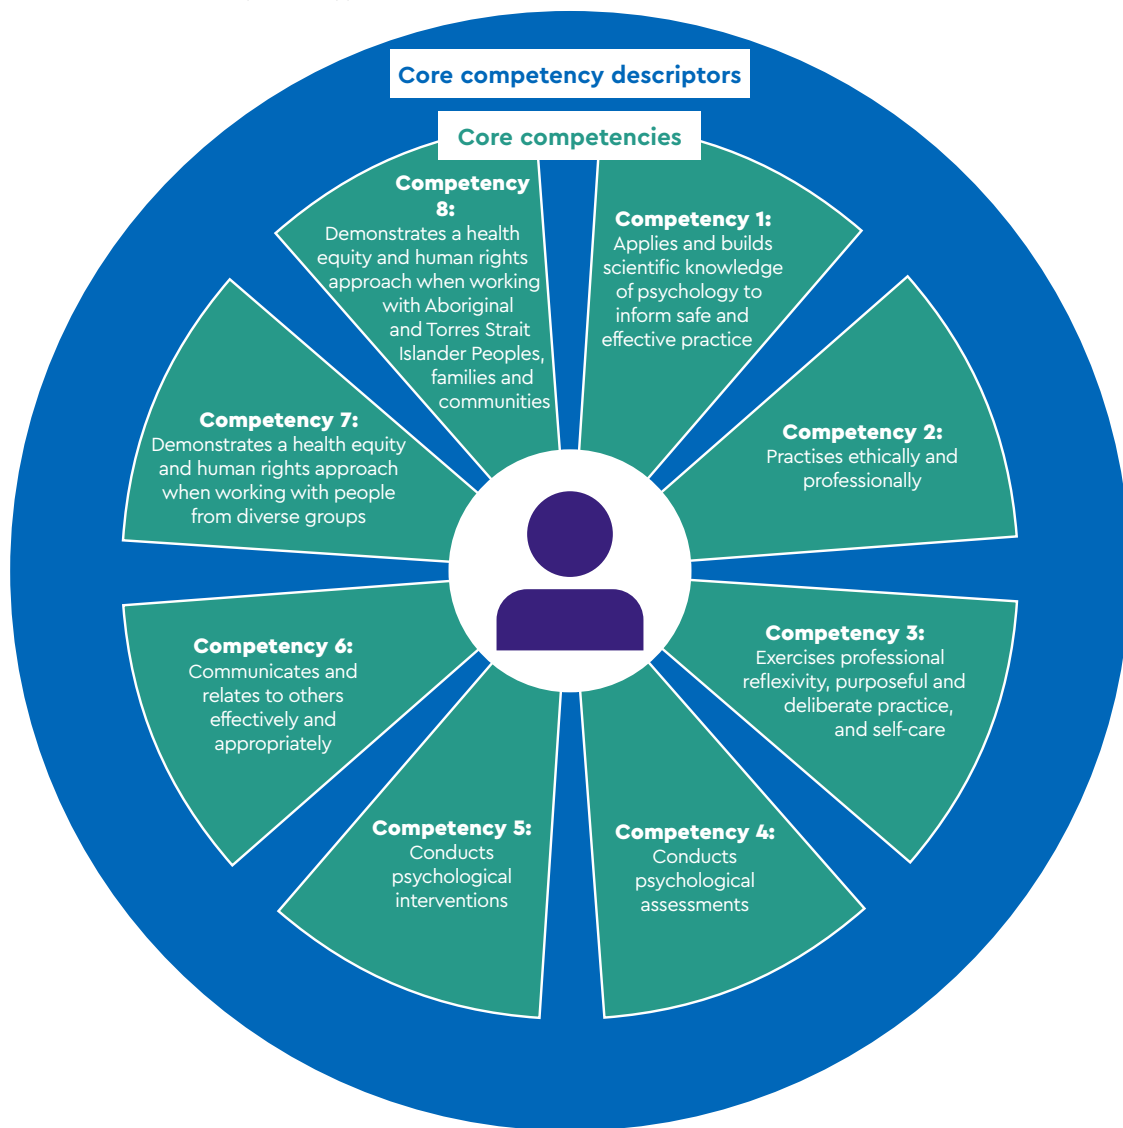 Core competency descriptors
Core competencies
Competency 1:
Applies and builds
scientific knowledge
of psychology to
inform safe and
effective practice
Competency 2:
Practises ethically and
professionally
Competency 3:
Exercises professional
reflexivity, purposeful and
deliberate practice,
and self-care
Competency 4:
Conducts
psychological
assessments
Competency 5:
Conducts
psychological
interventions
Competency 6:
Communicates and
relates to others
effectively and
appropriately
Competency 7:
Demonstrates a health equity
and human rights approach
when working with people
from diverse groups
Competency
8:
Demonstrates a health
equity and human rights
approach when working
with Aboriginal
and Torres Strait
Islander Peoples,
families and
communities